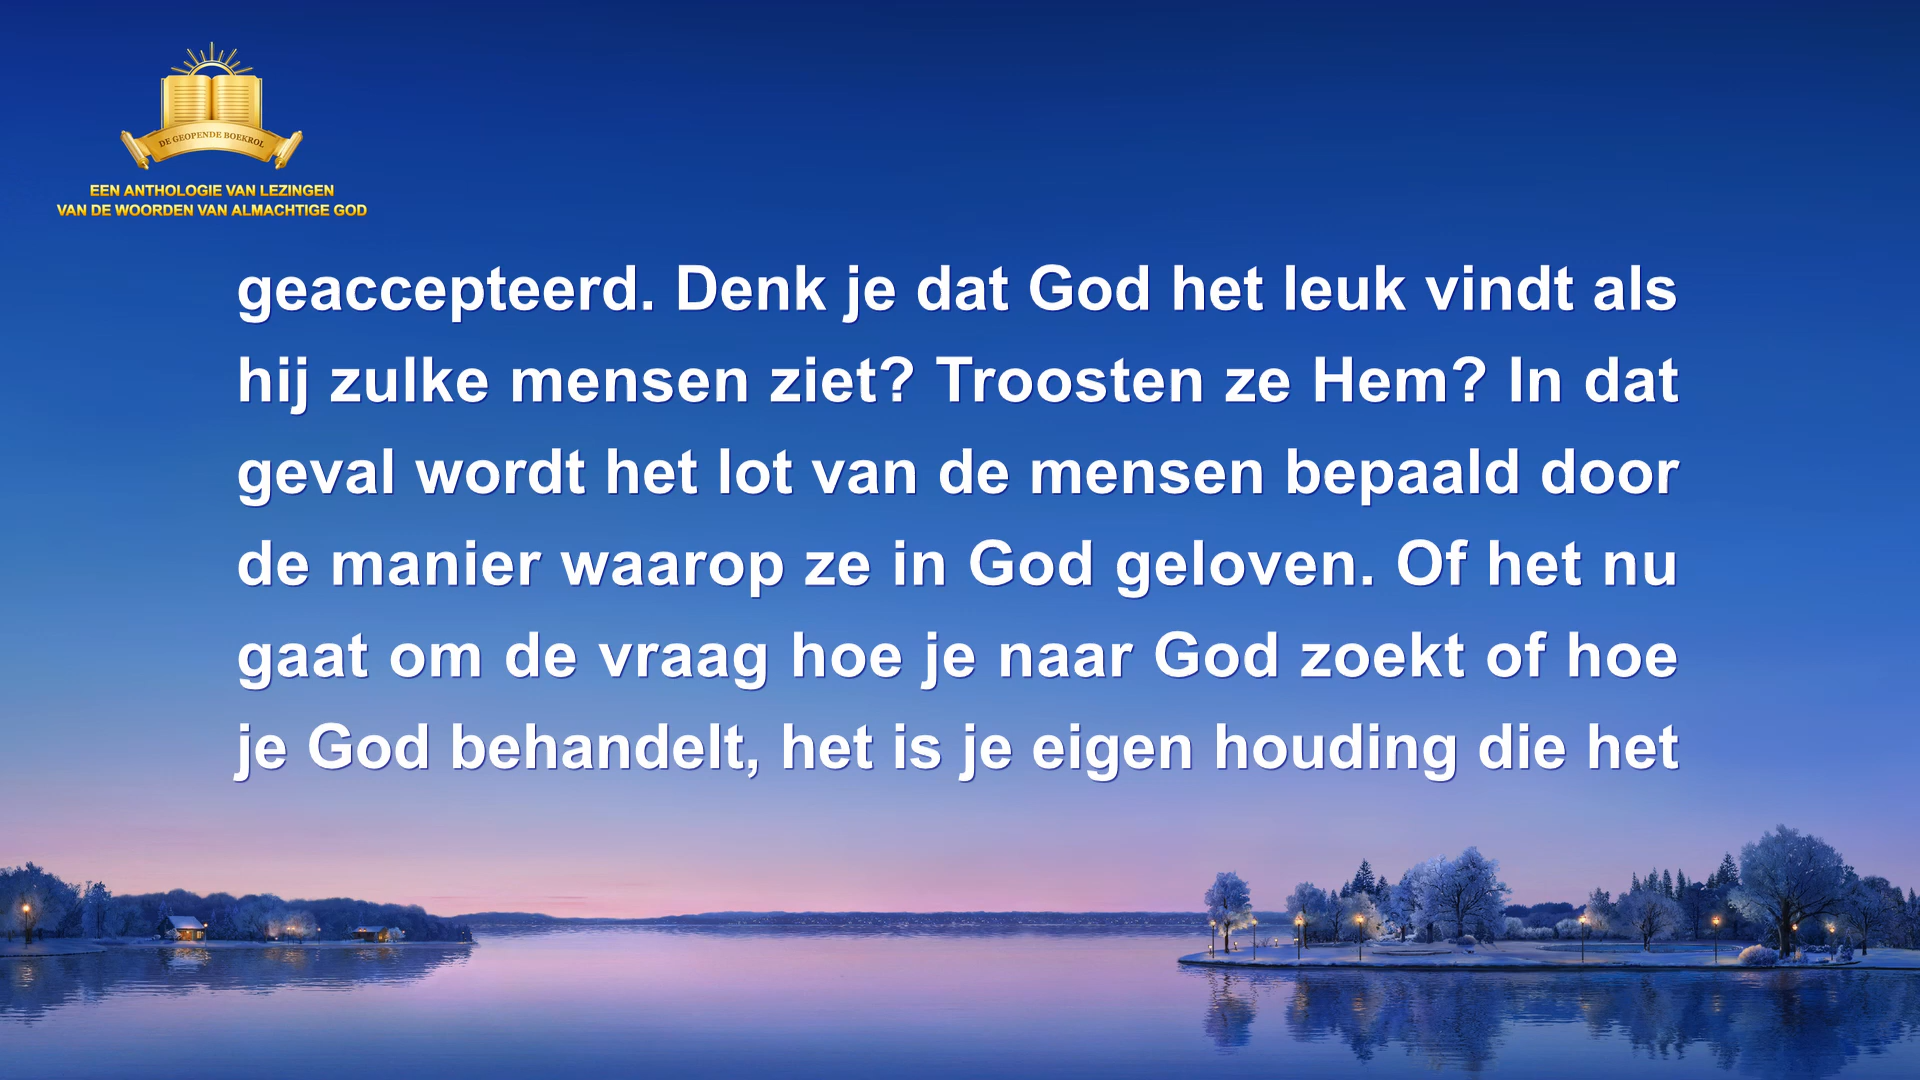 DE GEOPENDE BOEKROL
EEN ANTHOLOGIE VAN LEZINGEN
VAN DE WOORDEN VAN ALMACHTIGE GOD
geaccepteerd. Denk je dat God het leuk vindt als
hij zulke mensen ziet? Troosten ze Hem? In dat
geval wordt het lot van de mensen bepaald door
de manier waarop ze in God geloven. Of het nu
gaat om de vraag hoe je naar God zoekt of hoe
je God behandelt, het is je eigen houding die het